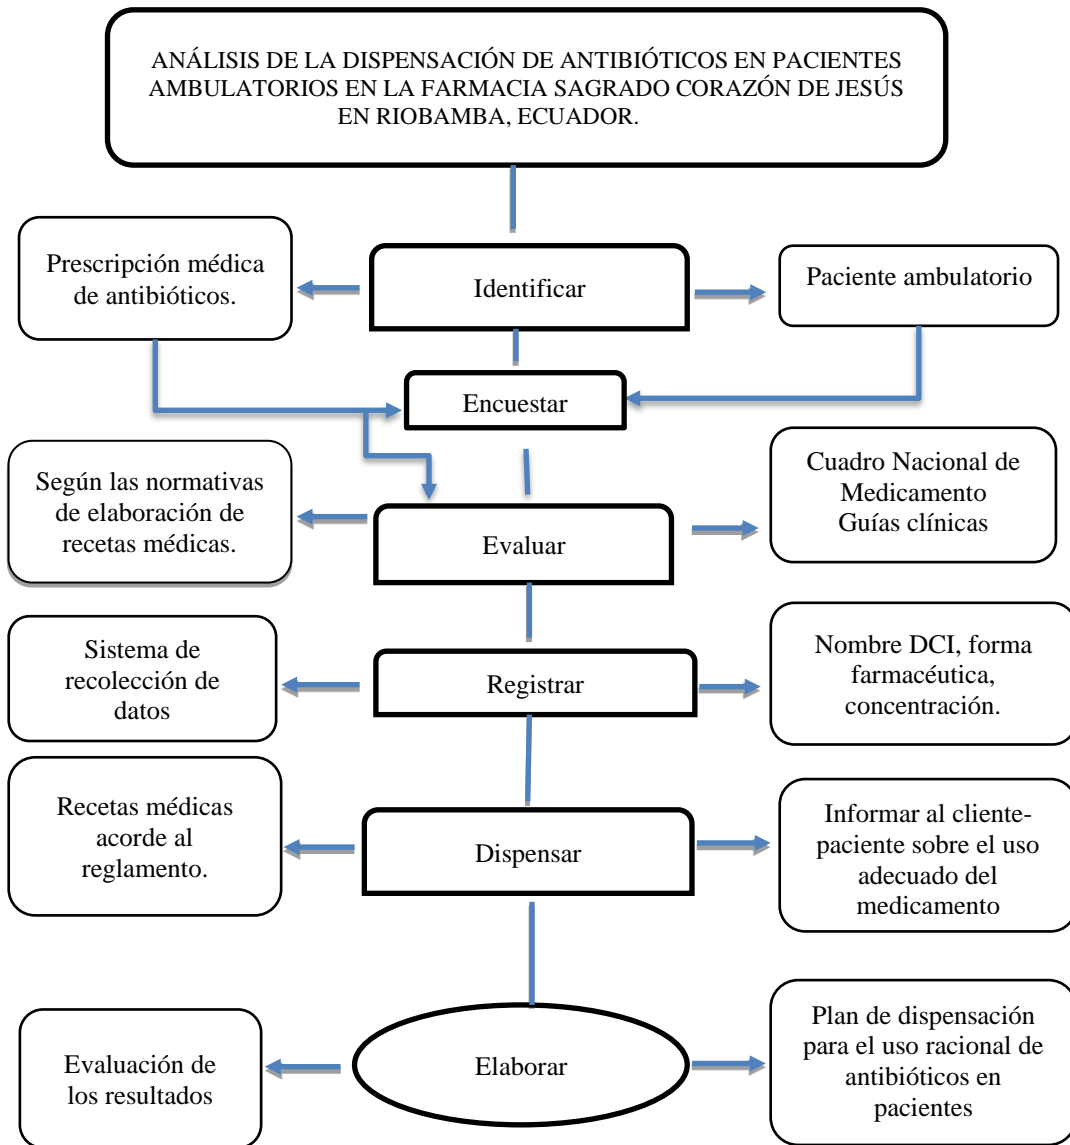 ANÁLISIS DE LA DISPENSACIÓN DE ANTIBIÓTICOS EN PACIENTES
AMBULATORIOS EN LA FARMACIA SAGRADO CORAZÓN DE JESÚS
EN RIOBAMBA, ECUADOR.
Prescripción médica
de antibióticos.
Identificar
Paciente ambulatorio
Encuestar
Según las normativas
de elaboración de
recetas médicas.
Evaluar
Cuadro Nacional de
Medicamento
Guías clínicas
Sistema de
recolección de
datos
Registrar
Nombre DCI, forma
farmacéutica,
concentración.
Recetas médicas
acorde al
reglamento.
Dispensar
Informar al cliente-
paciente sobre el uso
adecuado del
medicamento
Evaluación de
los resultados
Elaborar
Plan de dispensación
para el uso racional de
antibióticos en
pacientes